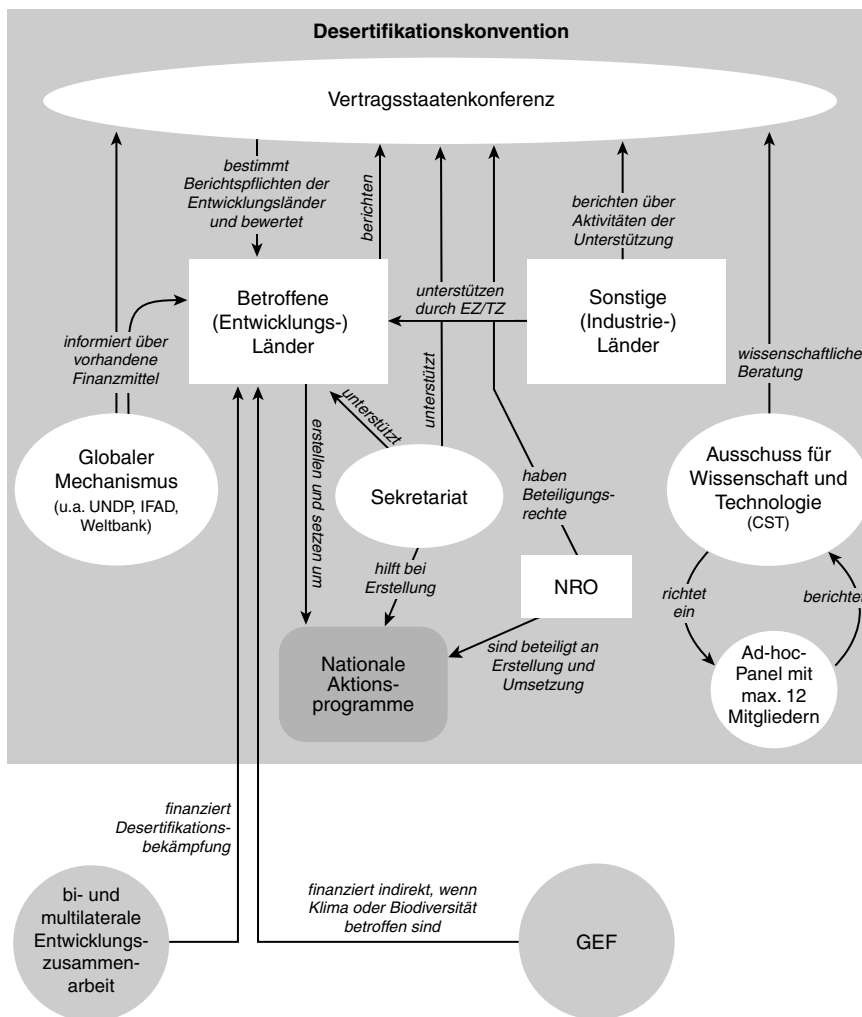 Desertifikationskonvention
Vertragsstaatenkonferenz
bestimmt
Berichtspflichten der
Entwicklungsländer
und bewertet
berichten
berichten über
Aktivitäten der
Unterstützung
Betroffene
(Entwicklungs-)
Länder
unterstützen
durch EZ/TZ
Sonstige
(Industrie-)
Länder
informiert über
vorhandene
Finanzmittel
wissenschaftliche
Beratung
unterstützt
unterstützt
erstellen und setzen um
Globaler
Mechanismus
(u.a. UNDP, IFAD,
Weltbank)
Sekretariat
haben
Beteiligungs-
rechte
Ausschuss für
Wissenschaft und
Technologie
(CST)
hilft bei
Erstellung
NRO
richtet
ein
berichtet
sind beteiligt an
Erstellung und
Umsetzung
Nationale
Aktions-
programme
Ad-hoc-
Panel mit
max. 12
Mitgliedern
finanziert
Desertifikations-
bekämpfung
bi- und
multilaterale
Entwicklungs-
zusammen-
arbeit
finanziert indirekt, wenn
Klima oder Biodiversität
betroffen sind
GEF